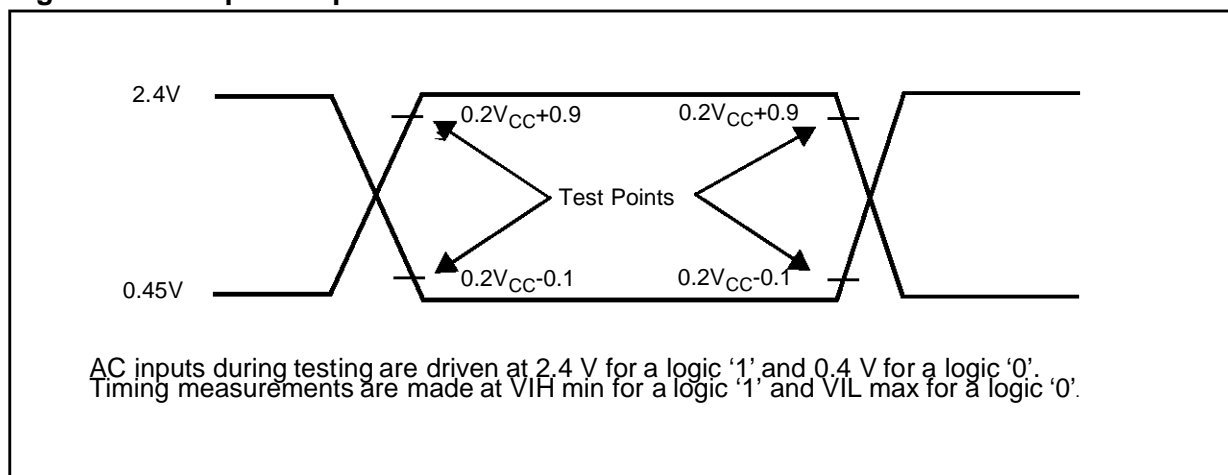 2.4V
0.2VCC+0.9
0.2VCC+0.9
Test Points
0.2VCC-0.1
0.2VCC-0.1
0.45V
AC inputs during testing are driven at 2.4 V for a logic ‘1’ and 0.4 V for a logic ‘0’.
Timing measurements are made at VIH min for a logic ‘1’ and VIL max for a logic ‘0’.